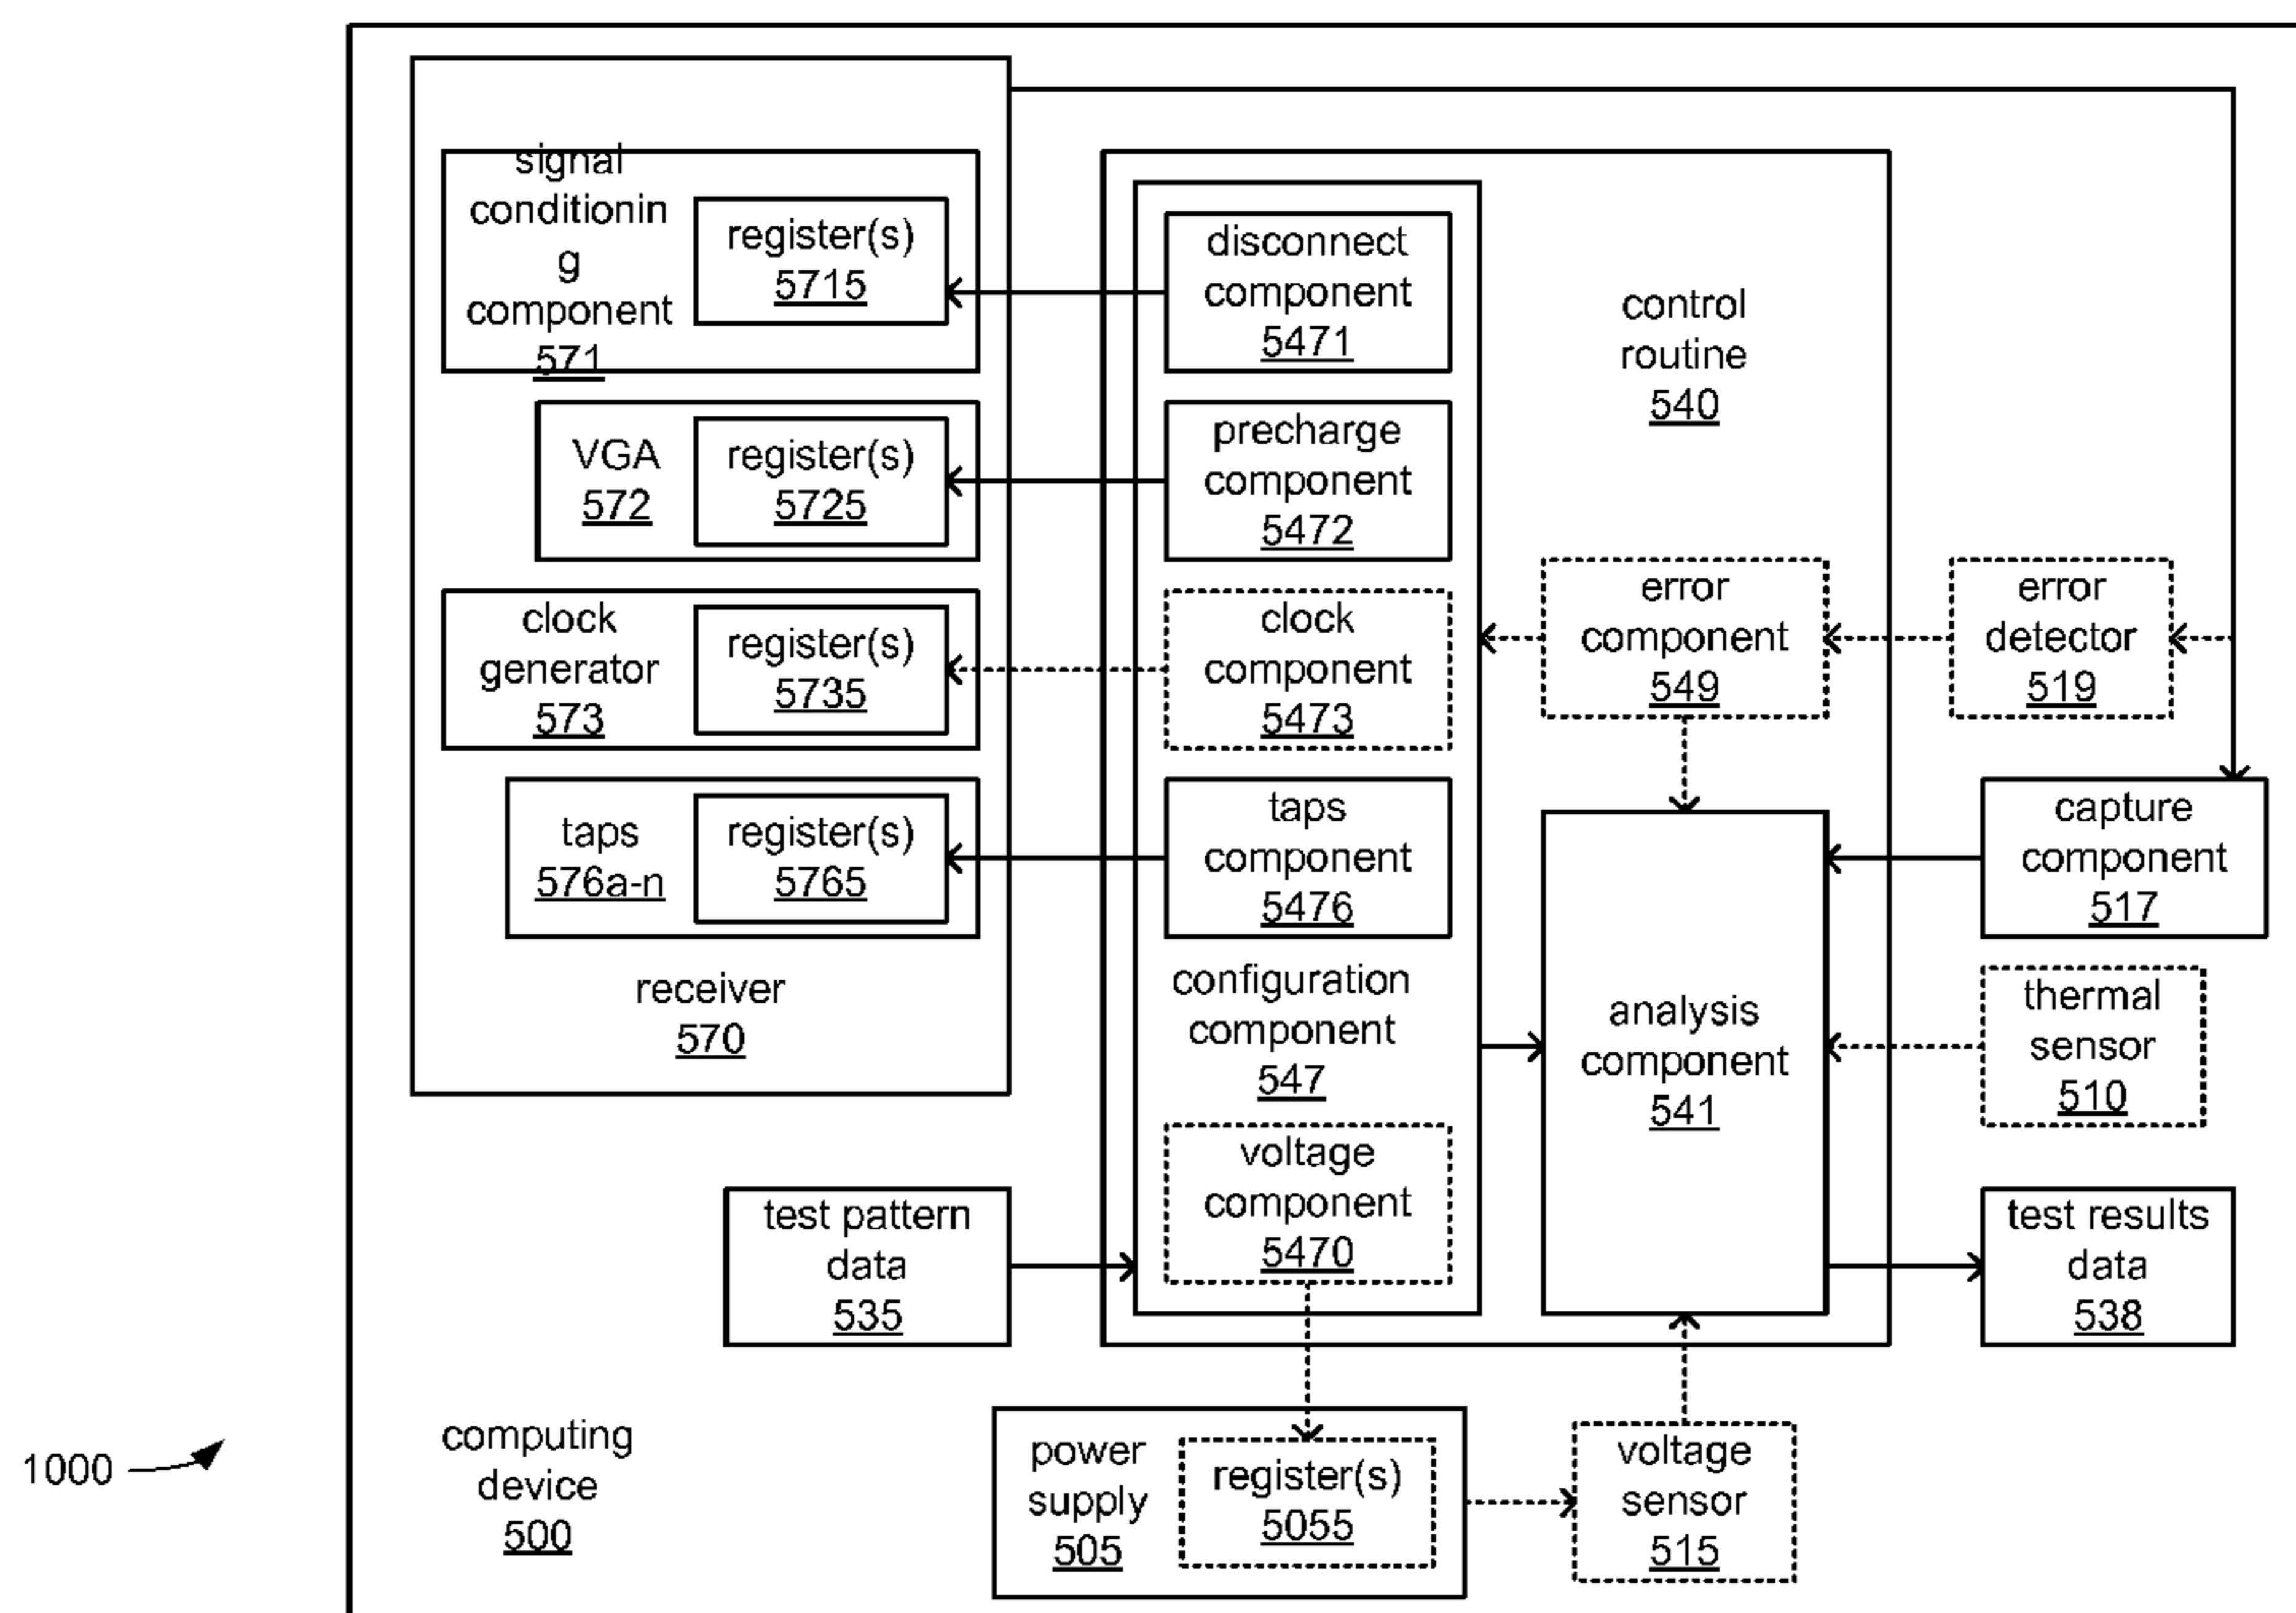 signal
conditionin
g
component
571
register(s)
5715
VGA
572
register(s)
5725
clock
generator
573
register(s)
5735
taps
576a-n
register(s)
5765
receiver
570
disconnect
component
5471
precharge
component
5472
clock
component
5473
taps
component
5476
configuration
component
547
voltage
component
5470
control
routine
540
error
component
549
error
detector
519
analysis
component
541
capture
component
517
thermal
sensor
510
test pattern
data
535
test results
data
538
1000
computing
device
500
power
supply
505
register(s)
5055
voltage
sensor
515